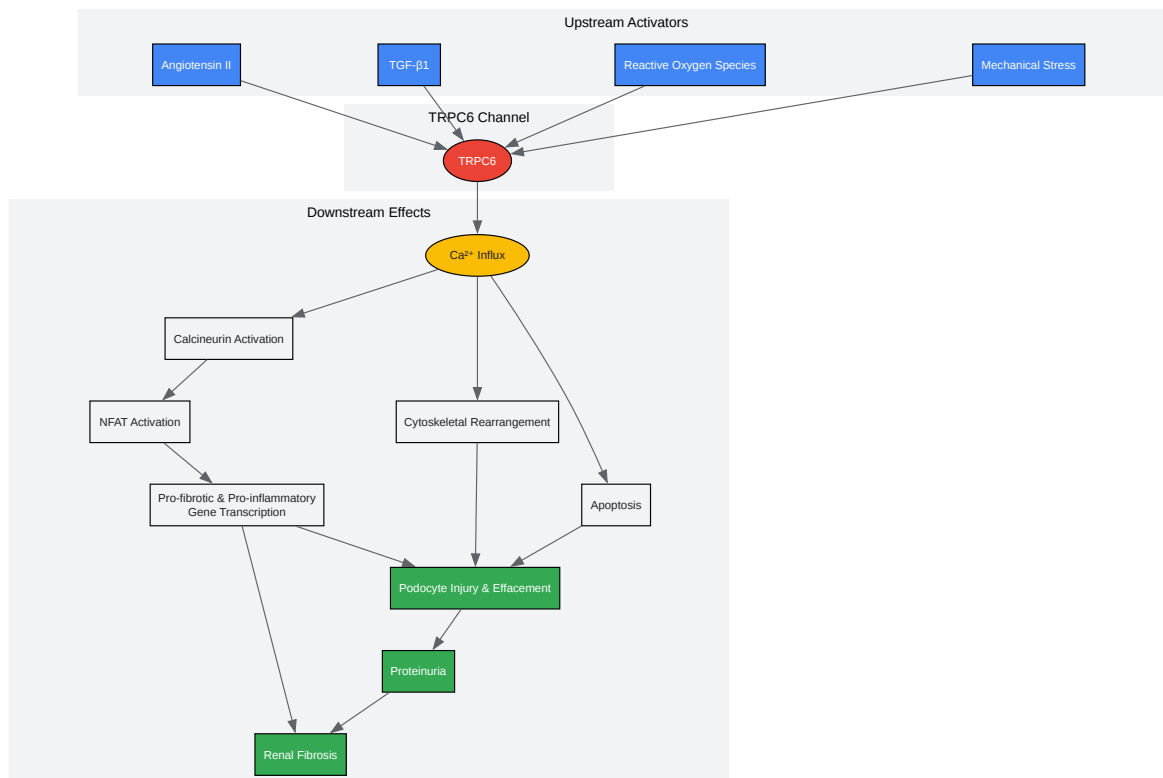 Upstream Activators
Angiotensin II
TGF-β1
Reactive Oxygen Species
Mechanical Stress
TRPC6 Channel
TRPC6
Downstream Effects
Ca²⁺ Influx
Calcineurin Activation
NFAT Activation
Cytoskeletal Rearrangement
Pro-fibrotic & Pro-inflammatory
Gene Transcription
Apoptosis
Podocyte Injury & Effacement
Proteinuria
Renal Fibrosis